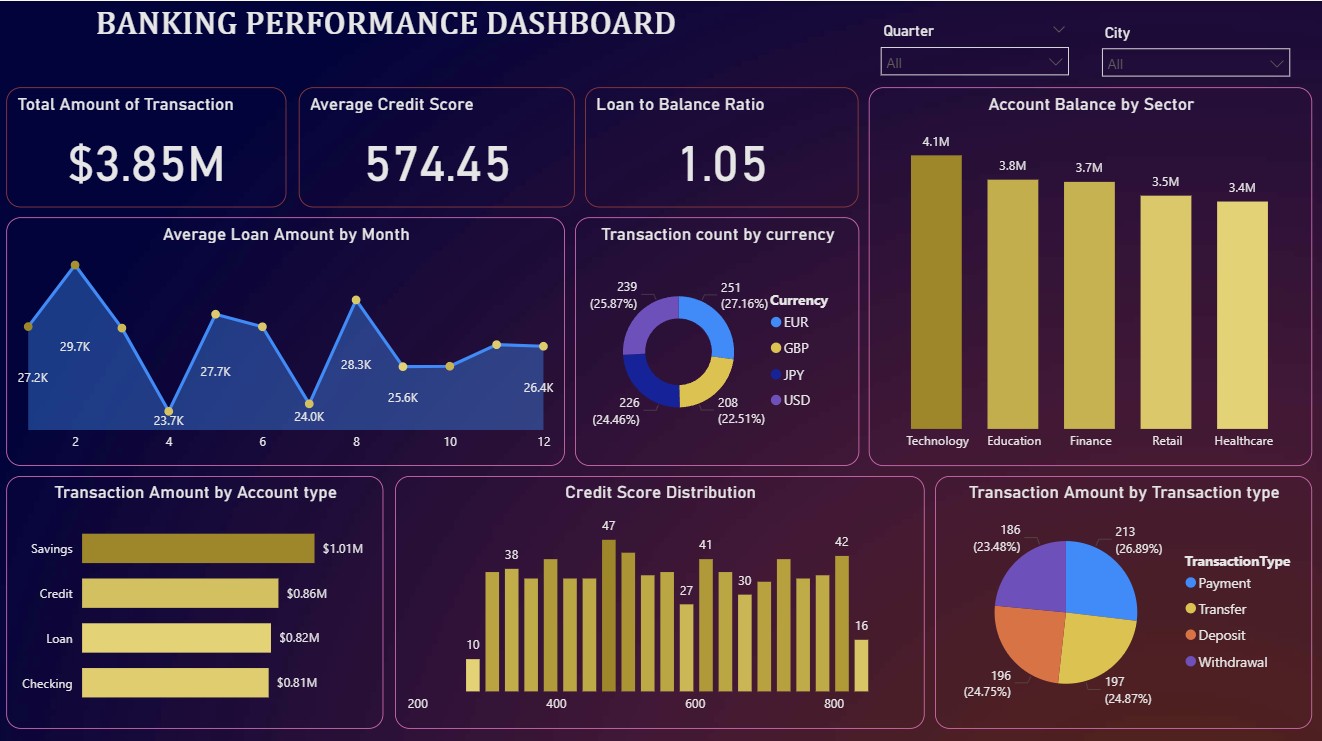 BANKING PERFORMANCE DASHBOARD
Quarter
All
City
All
Total Amount of Transaction
$3.85M
Average Credit Score
574.45
Loan to Balance Ratio
1.05
Account Balance by Sector
4.1M
3.8M
3.7M
3.5M
3.4M
Technology
Education
Finance
Retail
Healthcare
Average Loan Amount by Month
27.2K
29.7K
23.7K
27.7K
24.0K
28.3K
25.6K
26.4K
2
4
6
8
10
12
Transaction count by currency
239
(25.87%)
251
(27.16%)
226
(24.46%)
208
(22.51%)
Currency
EUR
GBP
JPY
USD
Transaction Amount by Account type
Savings $1.01M
Credit $0.86M
Loan $0.82M
Checking $0.81M
Credit Score Distribution
10
38
47
27
41
30
42
16
200
400
600
800
Transaction Amount by Transaction type
186
(23.48%)
213
(26.89%)
196
(24.75%)
197
(24.87%)
TransactionType
Payment
Transfer
Deposit
Withdrawal